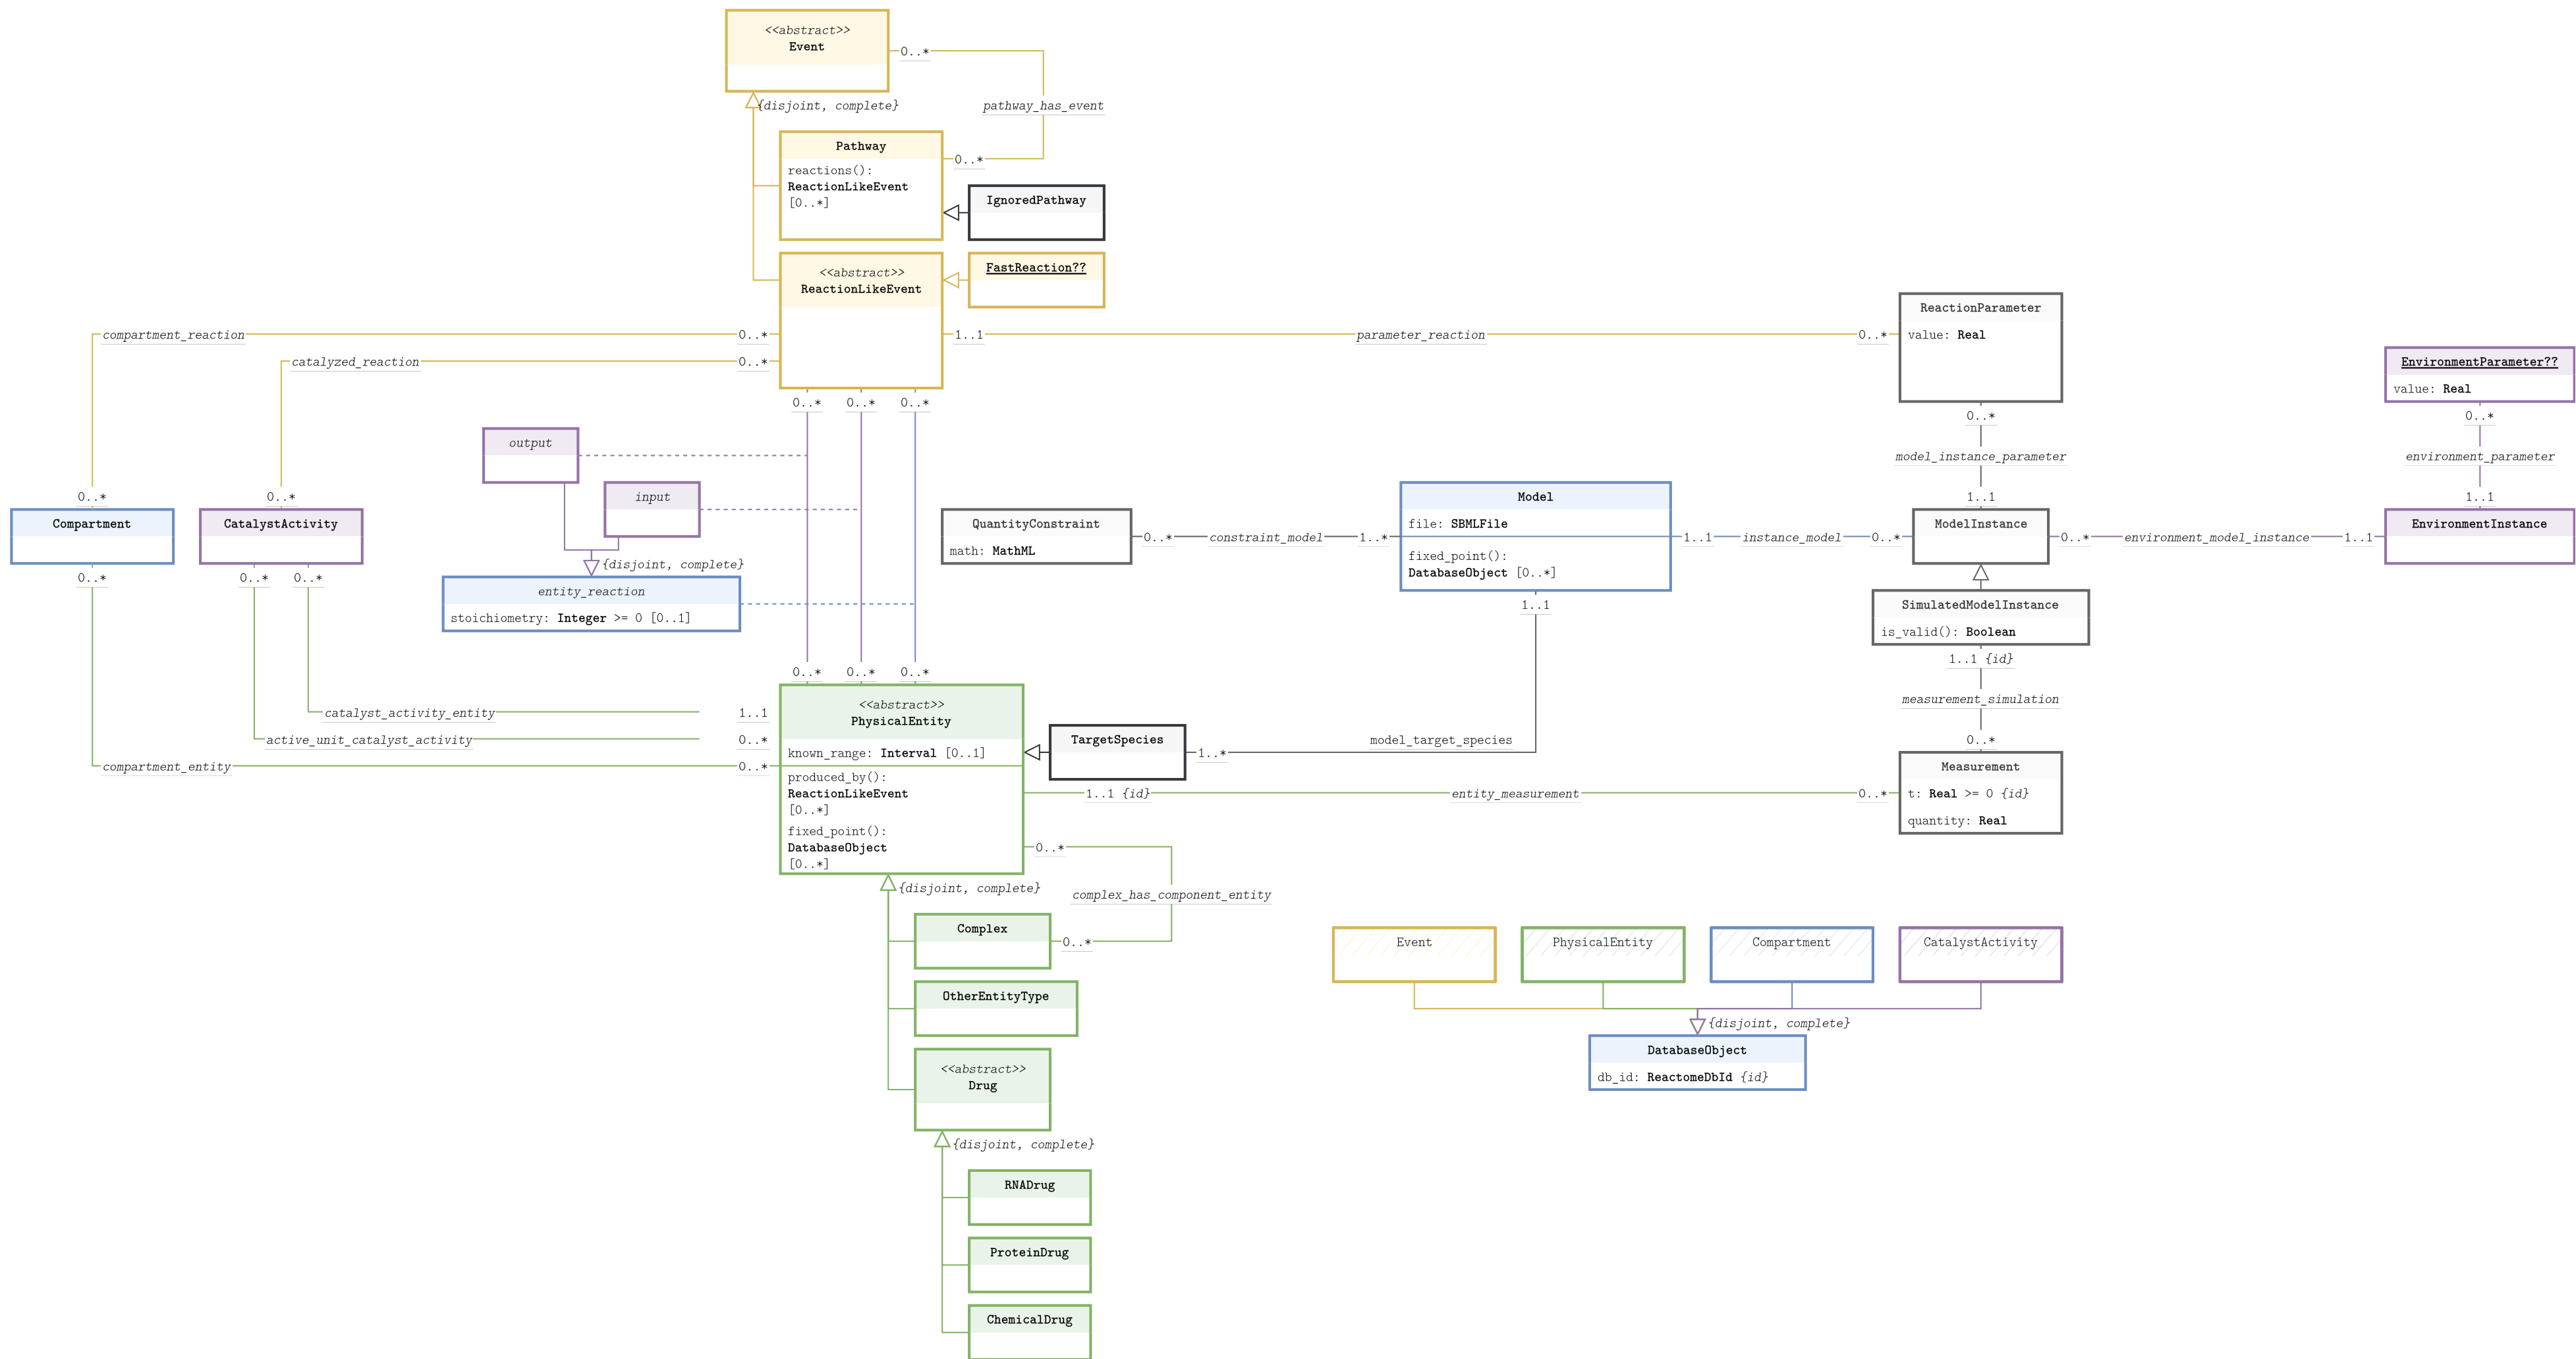 <<abstract>>
Event
0..*
{disjoint, complete}
pathway_has_event
Pathway
0..*
reactions():
ReactionLikeEvent
[0..*]
IgnoredPathway
<<abstract>>
ReactionLikeEvent
FastReaction??
ReactionParameter
value: Real
compartment_reaction
0..*
1..1
parameter_reaction
0..*
catalyzed_reaction
0..*
EnvironmentParameter??
value: Real
0..*
0..*
0..*
0..*
0..*
output
model_instance_parameter
environment_parameter
input
0..*
0..*
1..1
1..1
Compartment
CatalystActivity
QuantityConstraint
math: MathML
0..*
constraint_model
1..*
Model
file: SBMLFile
fixed_point():
DatabaseObject [0..*]
1..1
instance_model
0..*
ModelInstance
0..*
environment_model_instance
1..1
EnvironmentInstance
{disjoint, complete}
0..*
0..*
0..*
entity_reaction
stoichiometry: Integer >= 0 [0..1]
1..1
SimulatedModelInstance
is_valid(): Boolean
1..1 {id}
0..*
0..*
0..*
measurement_simulation
<<abstract>>
PhysicalEntity
catalyst_activity_entity
1..1
active_unit_catalyst_activity
0..*
compartment_entity
0..*
known_range: Interval [0..1]
produced_by():
ReactionLikeEvent
[0..*]
fixed_point():
DatabaseObject
[0..*]
TargetSpecies
1..*
model_target_species
0..*
Measurement
t: Real >= 0 {id}
quantity: Real
1..1 {id}
entity_measurement
0..*
0..*
{disjoint, complete}
complex_has_component_entity
Complex
0..*
OtherEntityType
<<abstract>>
Drug
{disjoint, complete}
RNADrug
ProteinDrug
ChemicalDrug
Event
PhysicalEntity
Compartment
CatalystActivity
{disjoint, complete}
DatabaseObject
db_id: ReactomeDbId {id}